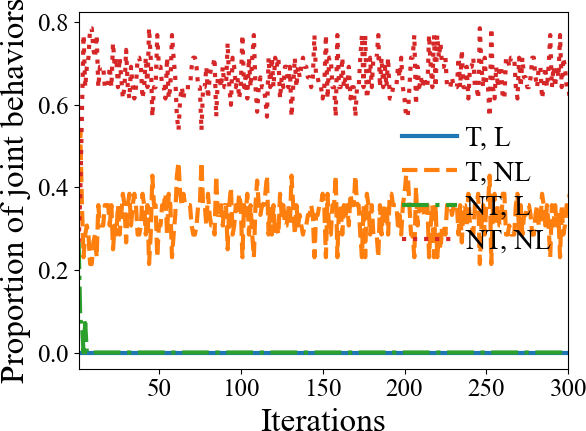 Proportion of joint behaviors
0.8
0.6
0.4
0.2
0.0
T, L
T, NL
NT, L
NT, NL
50
100
150
200
250
300
Iterations